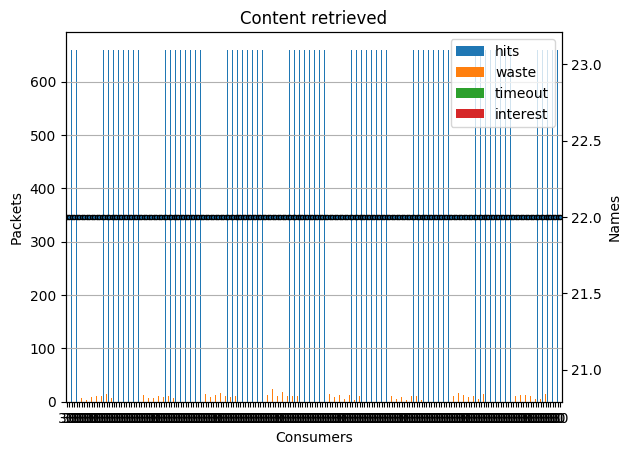 Content retrieved
hits
waste
timeout
interest
Packets
600
500
400
300
200
100
0
23.0
22.5
22.0
21.5
21.0
Names
Consumers